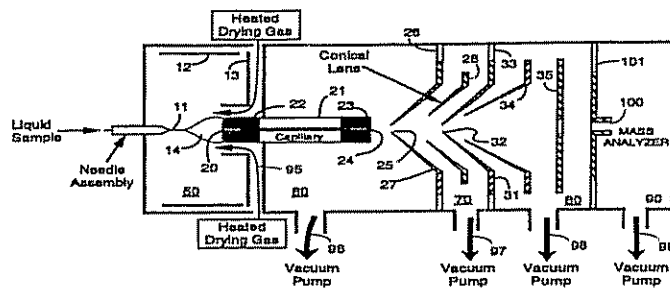 Heated
Drying Gas
12
13
26
28
33
34
35
101
Conical
Lens
11
22
21
23
100
MASS
ANALYZER
Liquid
Sample
Capillary
Needle
Assembly
14
20
95
24
25
32
27
31
50
60
70
80
90
Heated
Drying Gas
96
97
98
Vacuum
Pump
Vacuum
Pump
Vacuum
Pump
Vacuum
Pump